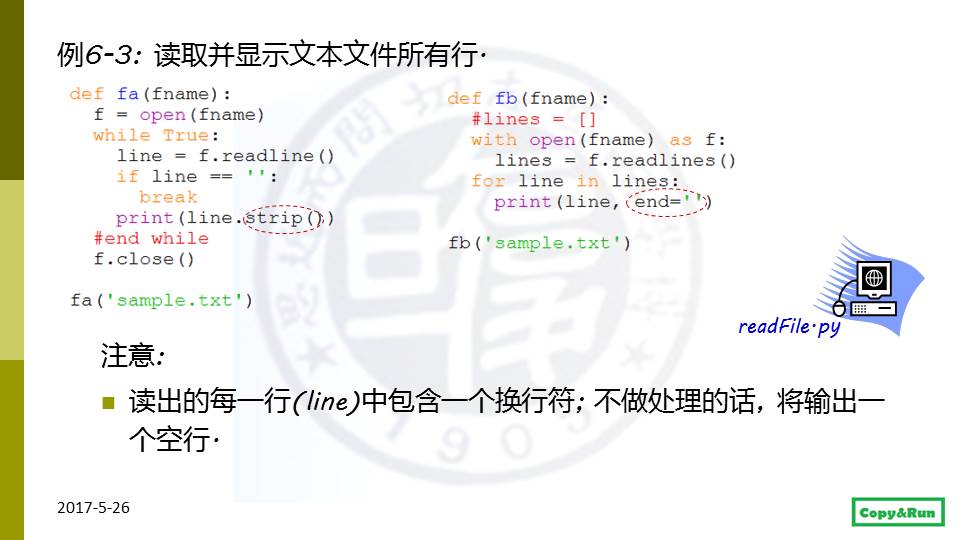 例6-3: 读取并显示文本文件所有行.
def fa(fname):
  f = open(fname)
  while True:
    line = f.readline()
    if line == '':
      break
    print(line.strip())
  #end while
  f.close()

fa('sample.txt')
def fb(fname):
  #lines = []
  with open(fname) as f:
    lines = f.readlines()
  for line in lines:
    print(line, end='')

fb('sample.txt')
readFile.py
注意:
读出的每一行(line)中包含一个换行符; 不做处理的话, 将输出一
个空行.
1905
2017-5-26
Copy&Run